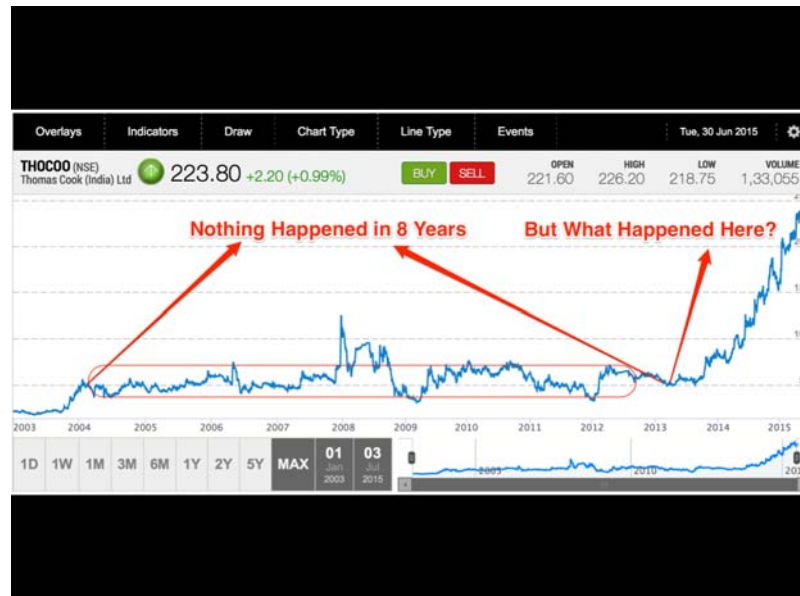 Overlays Indicators Draw Chart Type Line Type Events Tue, 30 Jun 2015
THOCOO (NSE)
Thomas Cook (India) Ltd
223.80 +2.20 (+0.99%)
BUY SELL
OPEN HIGH LOW VOLUME
221.60 226.20 218.75 1,33,055
Nothing Happened in 8 Years But What Happened Here?
2003 2004 2005 2006 2007 2008 2009 2010 2011 2012 2013 2014 2015
1D 1W 1M 3M 6M 1Y 2Y 5Y MAX
01 Jan 2003
03 Jul 2015
2005 2010